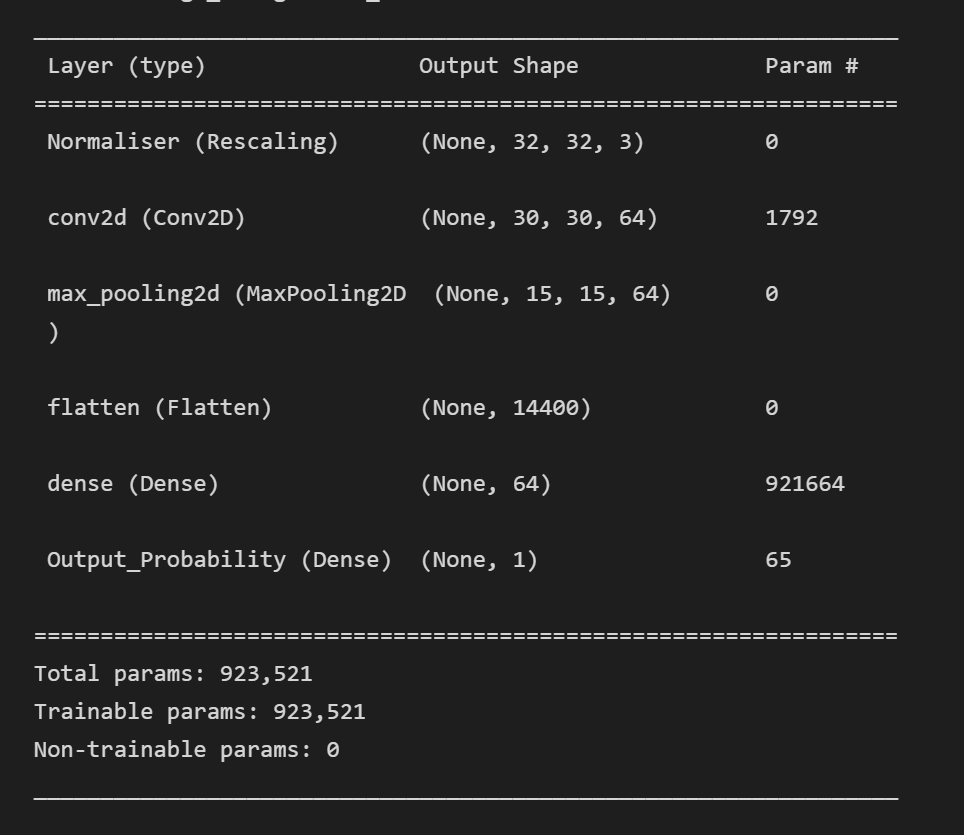 Layer (type) Output Shape Param #
=================================================================
Normaliser (Rescaling) (None, 32, 32, 3) 0
conv2d (Conv2D) (None, 30, 30, 64) 1792
max_pooling2d (MaxPooling2D (None, 15, 15, 64) 0
)
flatten (Flatten) (None, 14400) 0
dense (Dense) (None, 64) 921664
Output_Probability (Dense) (None, 1) 65
=================================================================
Total params: 923,521
Trainable params: 923,521
Non-trainable params: 0